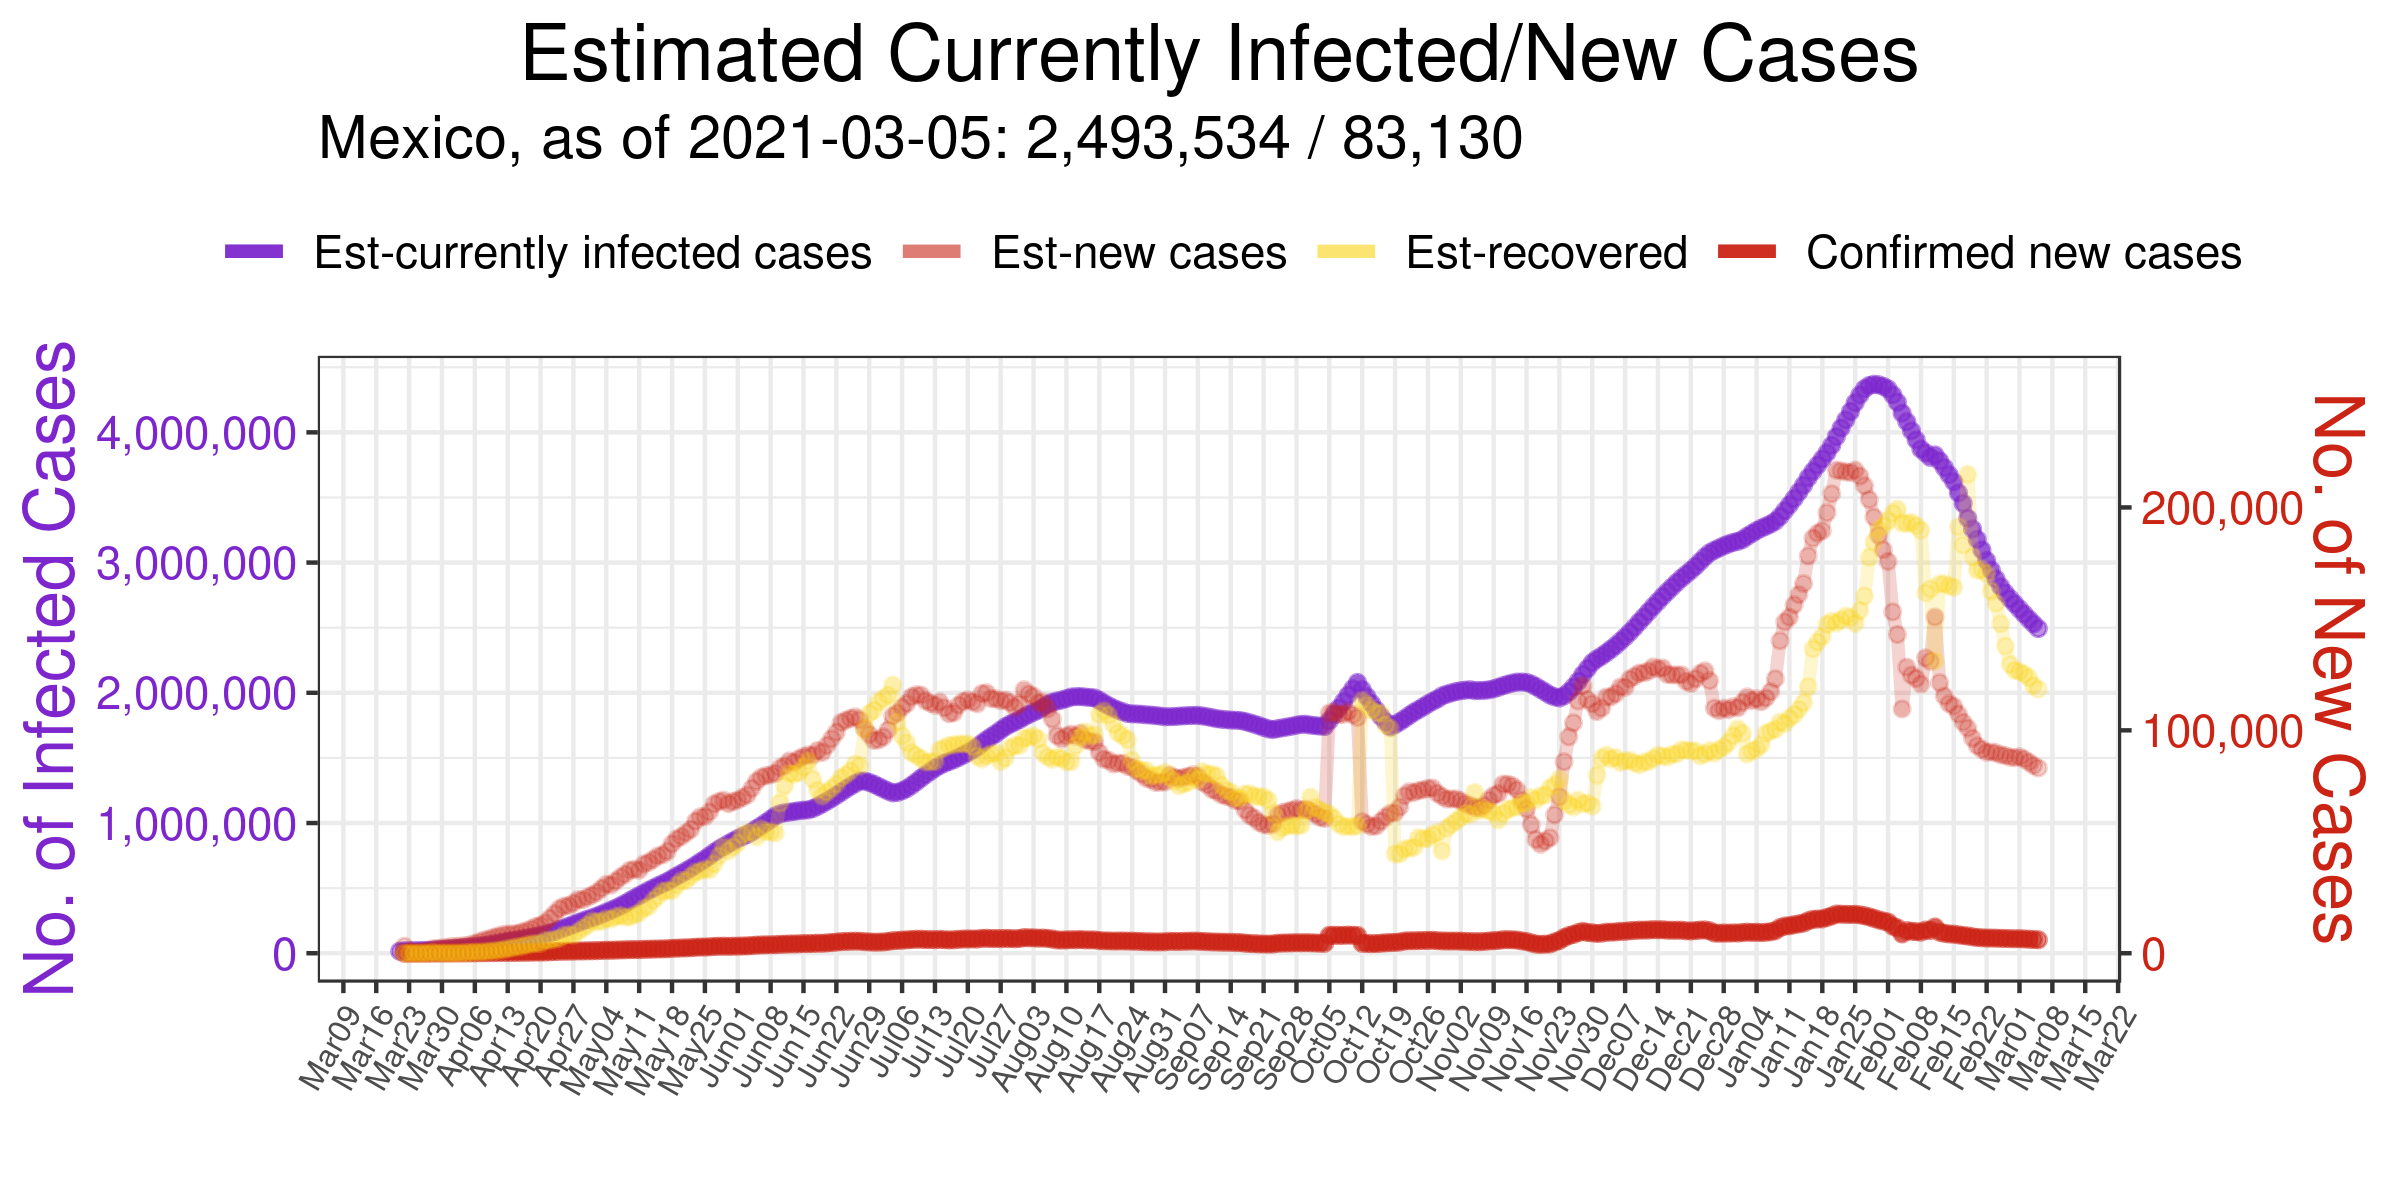 Estimated Currently Infected/New Cases
Mexico, as of 2021-03-05: 2,493,534 / 83,130
Est-currently infected cases Est-new cases Est-recovered Confirmed new cases
No. of Infected Cases
4,000,000
3,000,000
2,000,000
1,000,000
0
200,000
100,000
0
No. of New Cases
Mar09 Mar16 Mar23 Mar30 Apr06 Apr13 Apr20 Apr27 May04 May11 May18 May25 Jun01 Jun08 Jun15 Jun22 Jun29 Jul06 Jul13 Jul20 Jul27 Aug03 Aug10 Aug17 Aug24 Aug31 Sep07 Sep14 Sep21 Sep28 Oct05 Oct12 Oct19 Oct26 Nov02 Nov09 Nov16 Nov23 Nov30 Dec07 Dec14 Dec21 Dec28 Jan04 Jan11 Jan18 Jan25 Feb01 Feb08 Feb15 Feb22 Mar01 Mar08 Mar15 Mar22